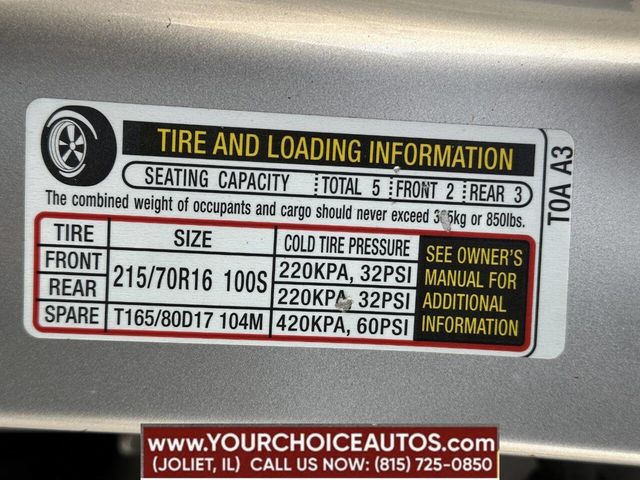 TIRE AND LOADING INFORMATION
SEATING CAPACITY TOTAL 5 FRONT 2 REAR 3
The combined weight of occupants and cargo should never exceed kg or 850lbs.
TIRE SIZE COLD TIRE PRESSURE
FRONT 215/70R16 100S 220KPA, 32PSI
REAR 220KPA, 32PSI
SPARE T165/80D17 104M 420KPA, 60PSI
SEE OWNER'S
MANUAL FOR
ADDITIONAL
INFORMATION
T0A A3
WWW.YOURCHOICEAUTOS.COM
(JOLIET, IL) CALL US NOW: (815) 725-0850